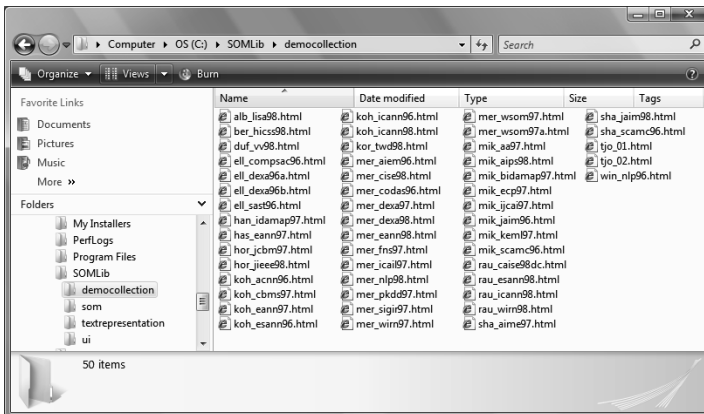 Computer ▸ OS (C:) ▸ SOMLib ▸ democollection
Search
Organize Views Burn
Favorite Links
Documents
Pictures
Music
More »
Folders
My Installers
PerfLogs
Program Files
SOMLib
democollection
som
textrepresentation
ui
Name Date modified Type Size Tags
alb_lisa98.html koh_icann96.html mer_wsom97.html sha_jaim98.html
ber_hicss98.html koh_icann98.html mer_wsom97a.html sha_scamc96.html
duf_vv98.html kor_twd98.html mik_aa97.html tjo_01.html
ell_compsac96.html mer_aiem96.html mik_aips98.html tjo_02.html
ell_dexa96a.html mer_cise98.html mik_bidamap97.html win_nlp96.html
ell_dexa96b.html mer_codas96.html mik_ecp97.html
ell_sast96.html mer_dexa97.html mik_ijcai97.html
han_idamap97.html mer_dexa98.html mik_jaim96.html
has_eann97.html mer_eann98.html mik_keml97.html
hor_jcbm97.html mer_fns97.html mik_scamc96.html
hor_jieee98.html mer_icail97.html rau_caise98dc.html
koh_acnn96.html mer_nlp98.html rau_esann98.html
koh_cbms97.html mer_pkdd97.html rau_icann98.html
koh_eann97.html mer_sigir97.html rau_wirn98.html
koh_esann96.html mer_wirn97.html sha_aime97.html
50 items